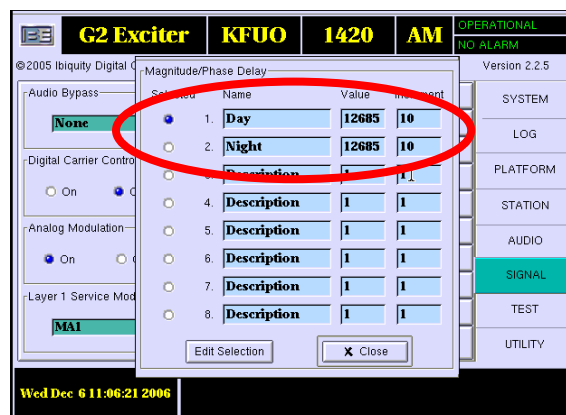 G2 Exciter KFUO 1420 AM OPERATIONAL
NO ALARM
©2005 Ibiquity Digital Version 2.2.5
Magnitude/Phase Delay
Audio Bypass
None
Selected Name Value Increment
1. Day 12685 10
2. Night 12685 10
3. Description 1 1
4. Description 1 1
5. Description 1 1
6. Description 1 1
7. Description 1 1
8. Description 1 1
Edit Selection X Close
Digital Carrier Contro
On
Analog Modulation
On
Layer 1 Service Mod
MA1
SYSTEM
LOG
PLATFORM
STATION
AUDIO
SIGNAL
TEST
UTILITY
Wed Dec 6 11:06:21 2006